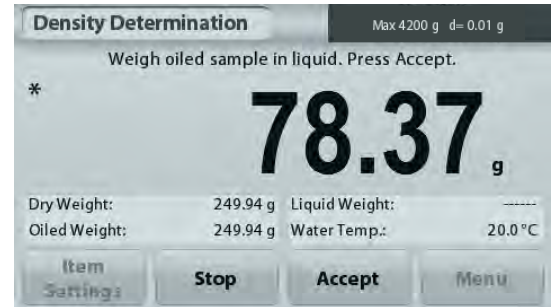 Density Determination
Max 4200 g d= 0.01 g
Weigh oiled sample in liquid. Press Accept.
*
78.37 g
Dry Weight: 249.94 g Liquid Weight: ------
Oiled Weight: 249.94 g Water Temp.: 20.0 °C
Item Settings Stop Accept Menu